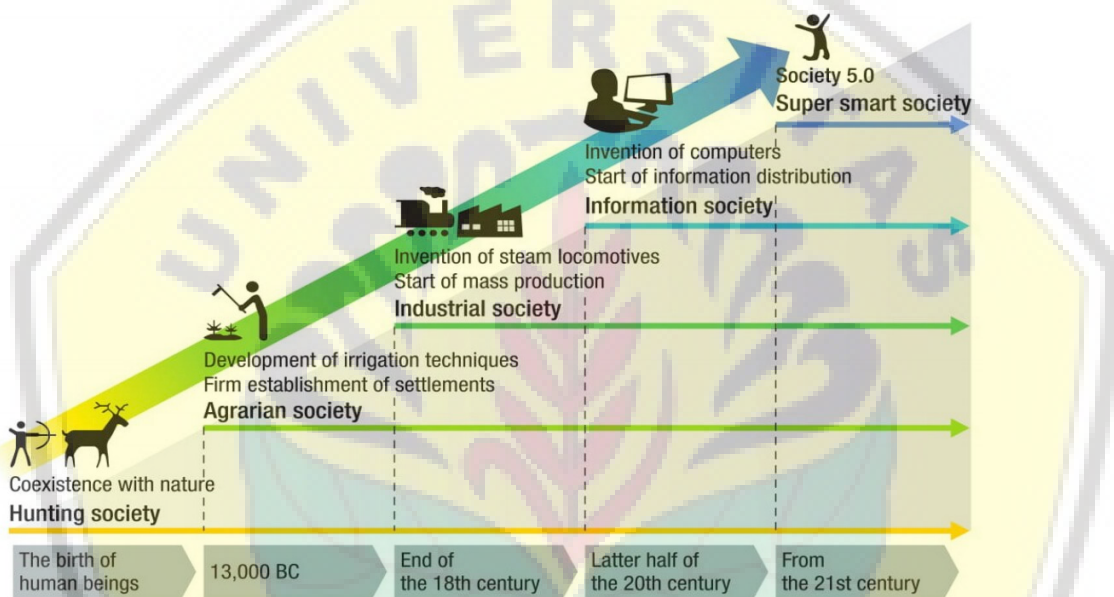 UNIVERSITAS
Society 5.0
Super smart society
Invention of computers
Start of information distribution
Information society
Invention of steam locomotives
Start of mass production
Industrial society
Development of irrigation techniques
Firm establishment of settlements
Agrarian society
Coexistence with nature
Hunting society
The birth of
human beings
13,000 BC
End of
the 18th century
Latter half of
the 20th century
From
the 21st century